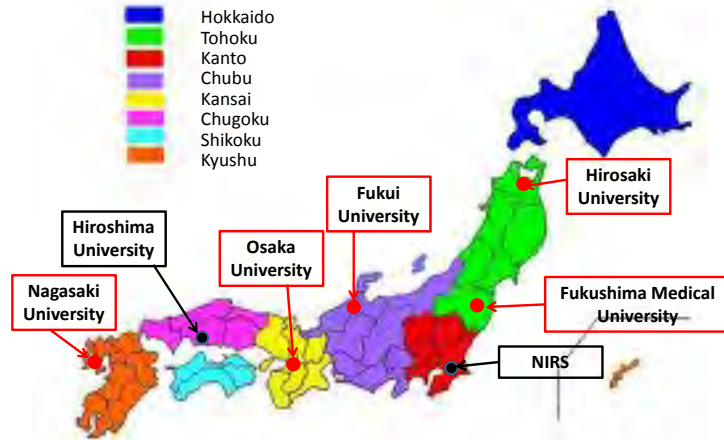 Hokkaido
Tohoku
Kanto
Chubu
Kansai
Chugoku
Shikoku
Kyushu
Hirosaki
University
Fukui
University
Hiroshima
University
Osaka
University
Nagasaki
University
Fukushima Medical
University
NIRS